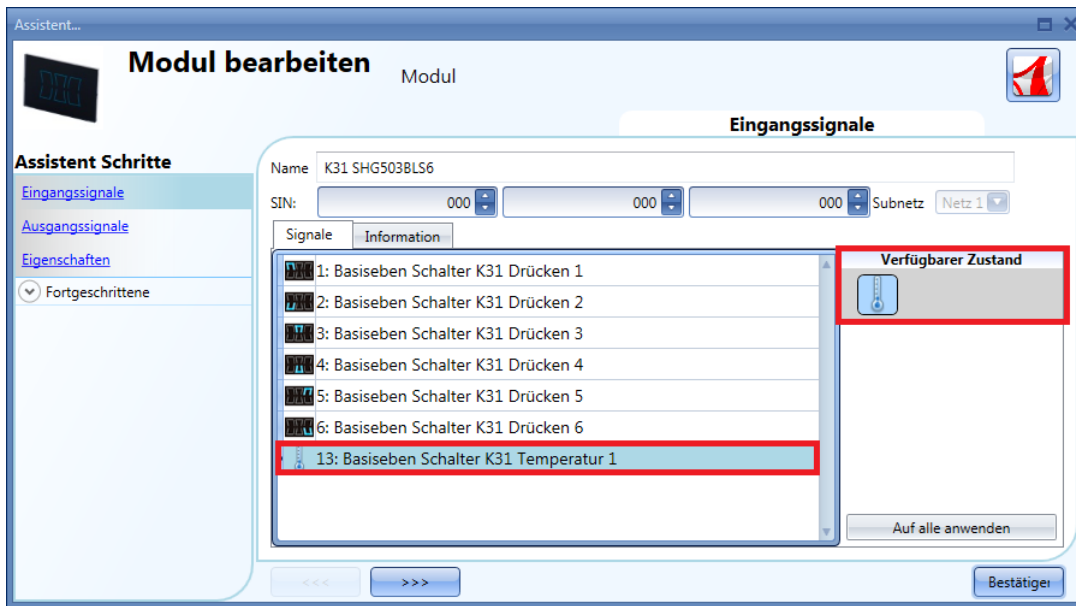 Assistent...
Modul bearbeiten
Modul
Eingangssignale
Assistent Schritte
Eingangssignale
Ausgangssignale
Eigenschaften
Fortgeschrittene
Name K31 SHG503BLS6
SIN: 000 000 000 Subnetz Netz 1
Signale Information
1: Basiseben Schalter K31 Drücken 1
2: Basiseben Schalter K31 Drücken 2
3: Basiseben Schalter K31 Drücken 3
4: Basiseben Schalter K31 Drücken 4
5: Basiseben Schalter K31 Drücken 5
6: Basiseben Schalter K31 Drücken 6
13: Basiseben Schalter K31 Temperatur 1
Verfügbarer Zustand
Auf alle anwenden
<<< >>> Bestätiger